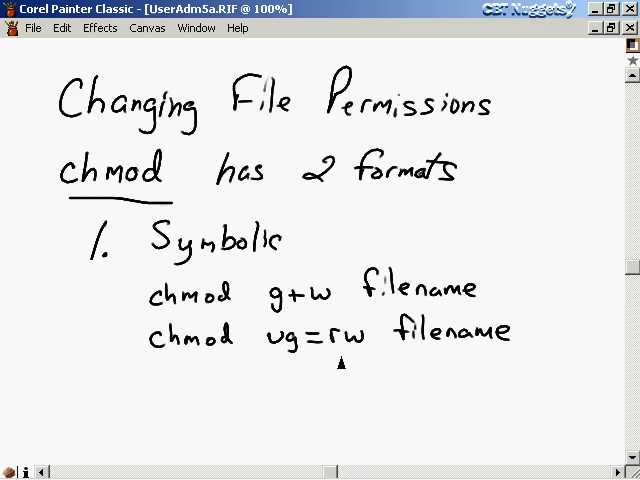 Corel Painter Classic - [UserAdm5a.RIF @ 100%]
CBT Nuggets
File Edit Effects Canvas Window Help
Changing File Permissions
chmod has 2 formats
1. Symbolic
chmod g+w filename
chmod ug=rw filename